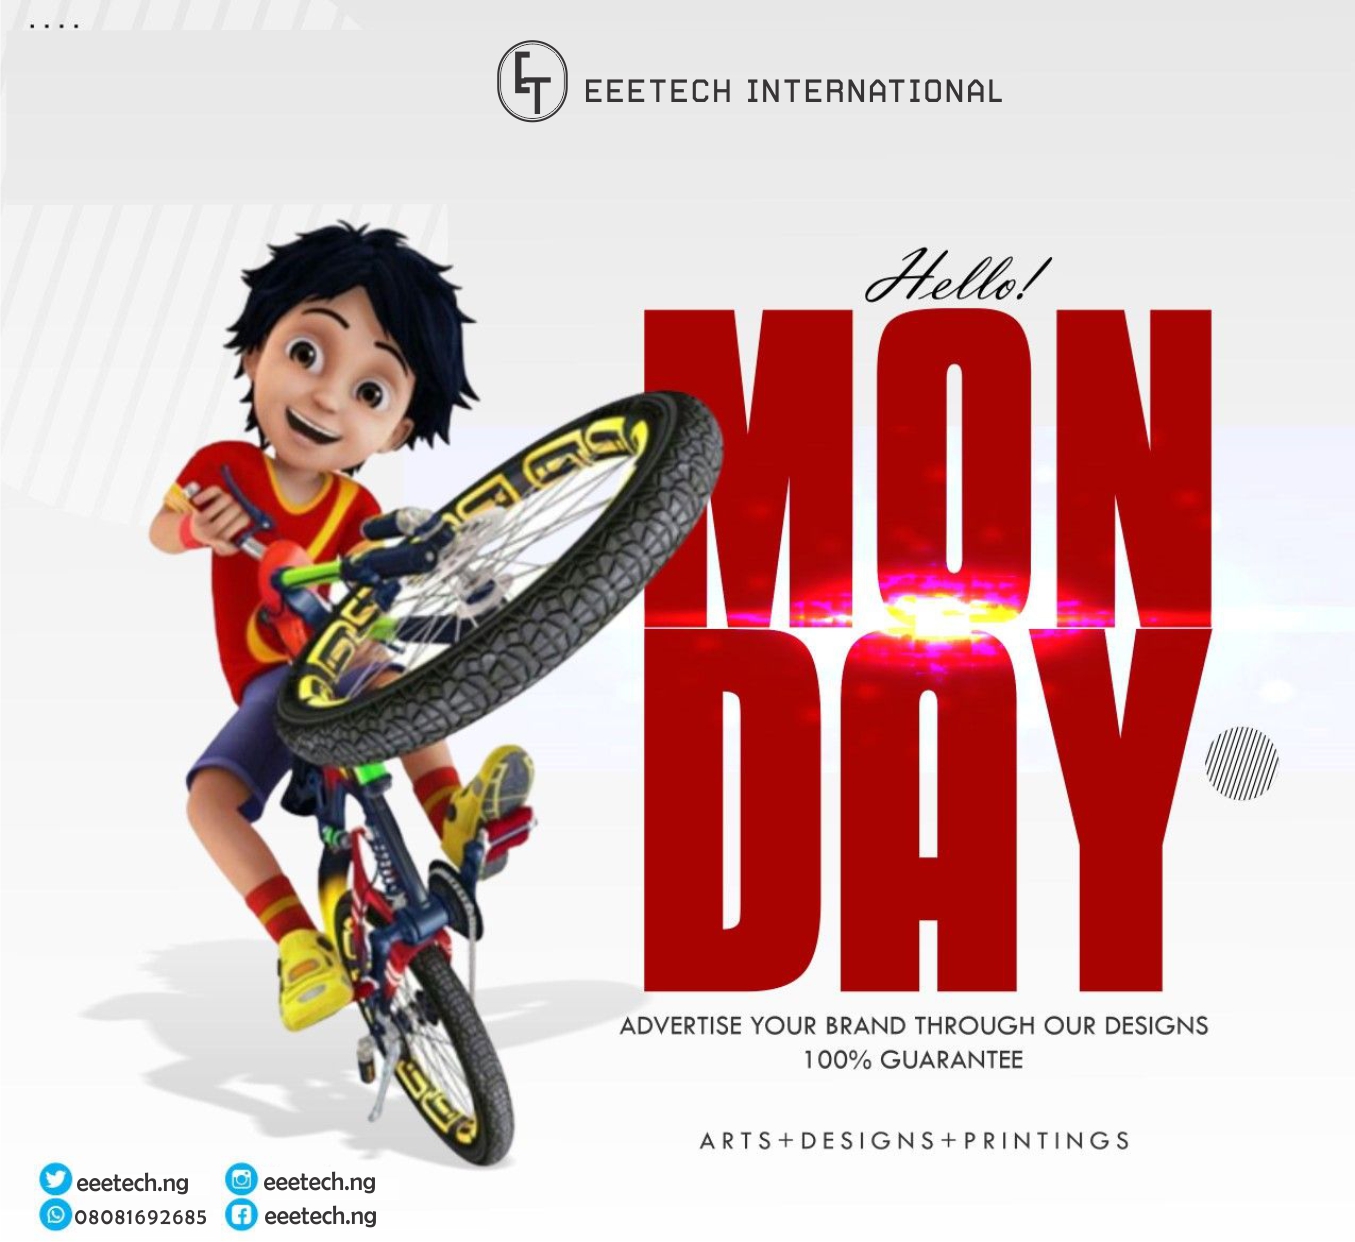 EEETECH INTERNATIONAL
Hello!
MON
DAY
ADVERTISE YOUR BRAND THROUGH OUR DESIGNS
100% GUARANTEE
ARTS+DESIGNS+PRINTINGS
eeetech.ng eeetech.ng
08081692685 eeetech.ng